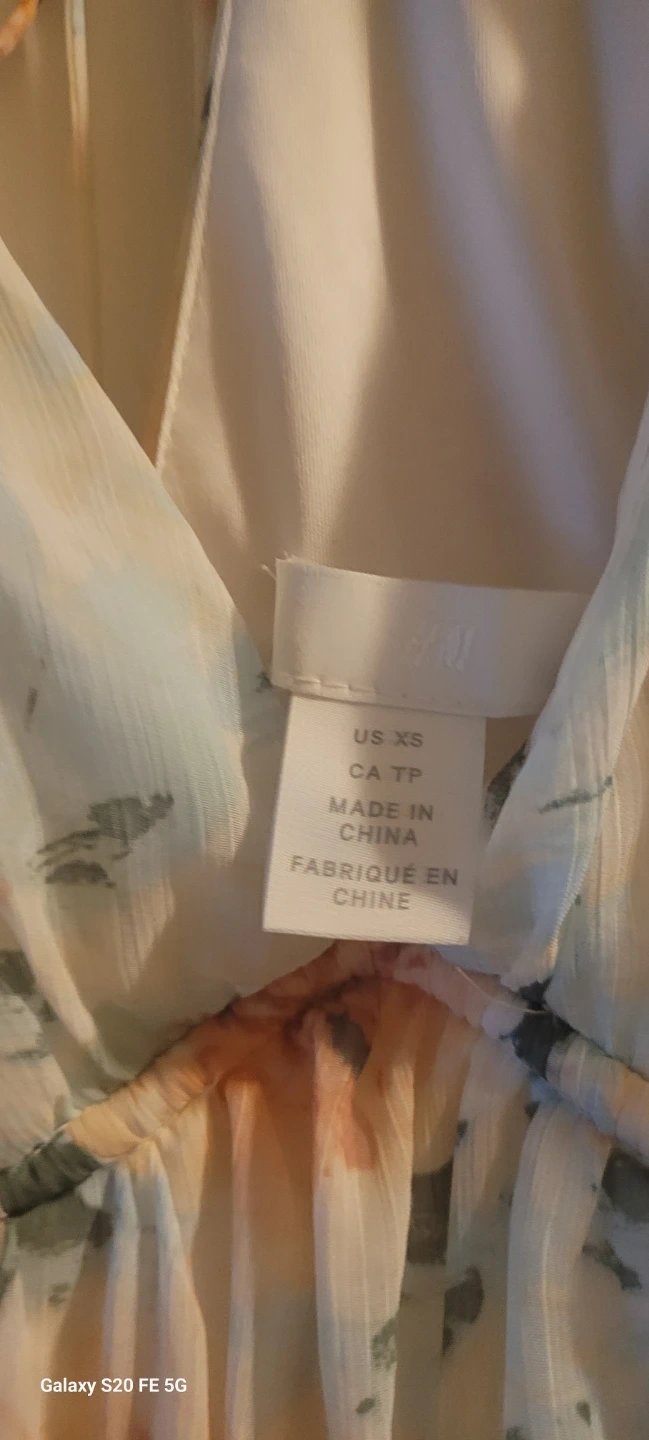 US XS
CA TP
MADE IN
CHINA
FABRIQUÉ EN
CHINE
Galaxy S20 FE 5G